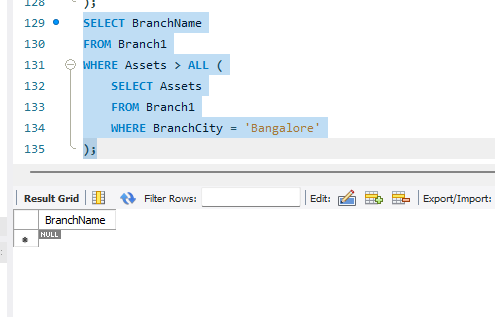 128 );
129 SELECT BranchName
130 FROM Branch1
131 WHERE Assets > ALL (
132 SELECT Assets
133 FROM Branch1
134 WHERE BranchCity = 'Bangalore'
135 );
Result Grid Filter Rows: Edit: Export/Import:
BranchName
* NULL